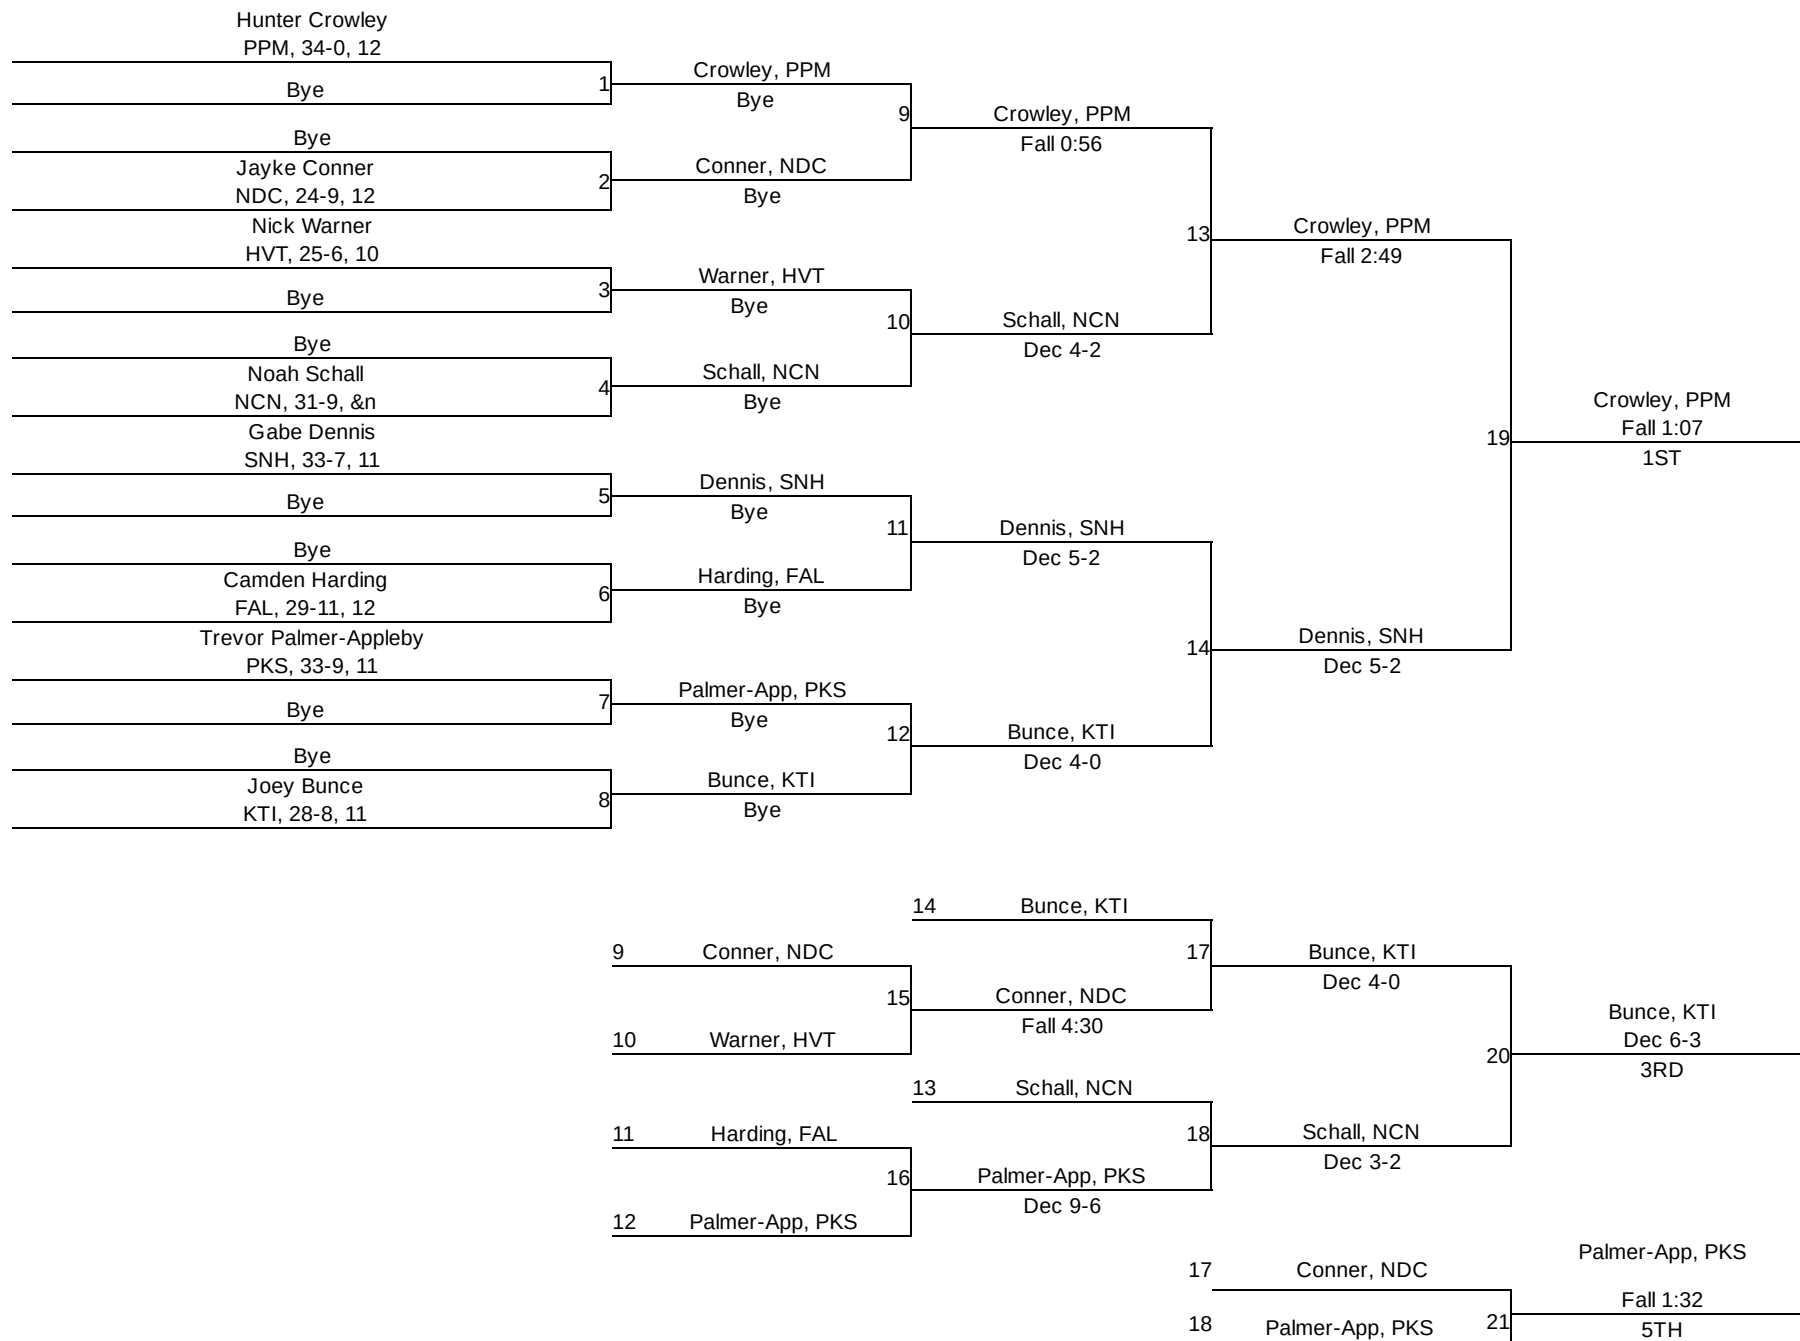 Hunter Crowley
PPM, 34-0, 12
Bye
1
Bye
Jayke Conner
NDC, 24-9, 12
2
Nick Warner
HVT, 25-6, 10
Bye
3
Bye
Noah Schall
NCN, 31-9, &n
4
Gabe Dennis
SNH, 33-7, 11
Bye
5
Bye
Camden Harding
FAL, 29-11, 12
6
Trevor Palmer-Appleby
PKS, 33-9, 11
Bye
7
Bye
Joey Bunce
KTI, 28-8, 11
8
Crowley, PPM
Bye
9
Conner, NDC
Bye
Warner, HVT
Bye
10
Schall, NCN
Bye
Dennis, SNH
Bye
11
Harding, FAL
Bye
Palmer-App, PKS
Bye
12
Bunce, KTI
Bye
Crowley, PPM
Fall 0:56
13
Schall, NCN
Dec 4-2
Dennis, SNH
Dec 5-2
14
Bunce, KTI
Dec 4-0
Crowley, PPM
Fall 2:49
19
Dennis, SNH
Dec 5-2
Crowley, PPM
Fall 1:07
1ST
14 Bunce, KTI
9 Conner, NDC
15
10 Warner, HVT
17
Conner, NDC
Fall 4:30
13 Schall, NCN
11 Harding, FAL
16
12 Palmer-App, PKS
18
Palmer-App, PKS
Dec 9-6
Bunce, KTI
Dec 4-0
20
Schall, NCN
Dec 3-2
Bunce, KTI
Dec 6-3
3RD
17 Conner, NDC
18 Palmer-App, PKS
21
Palmer-App, PKS
Fall 1:32
5TH